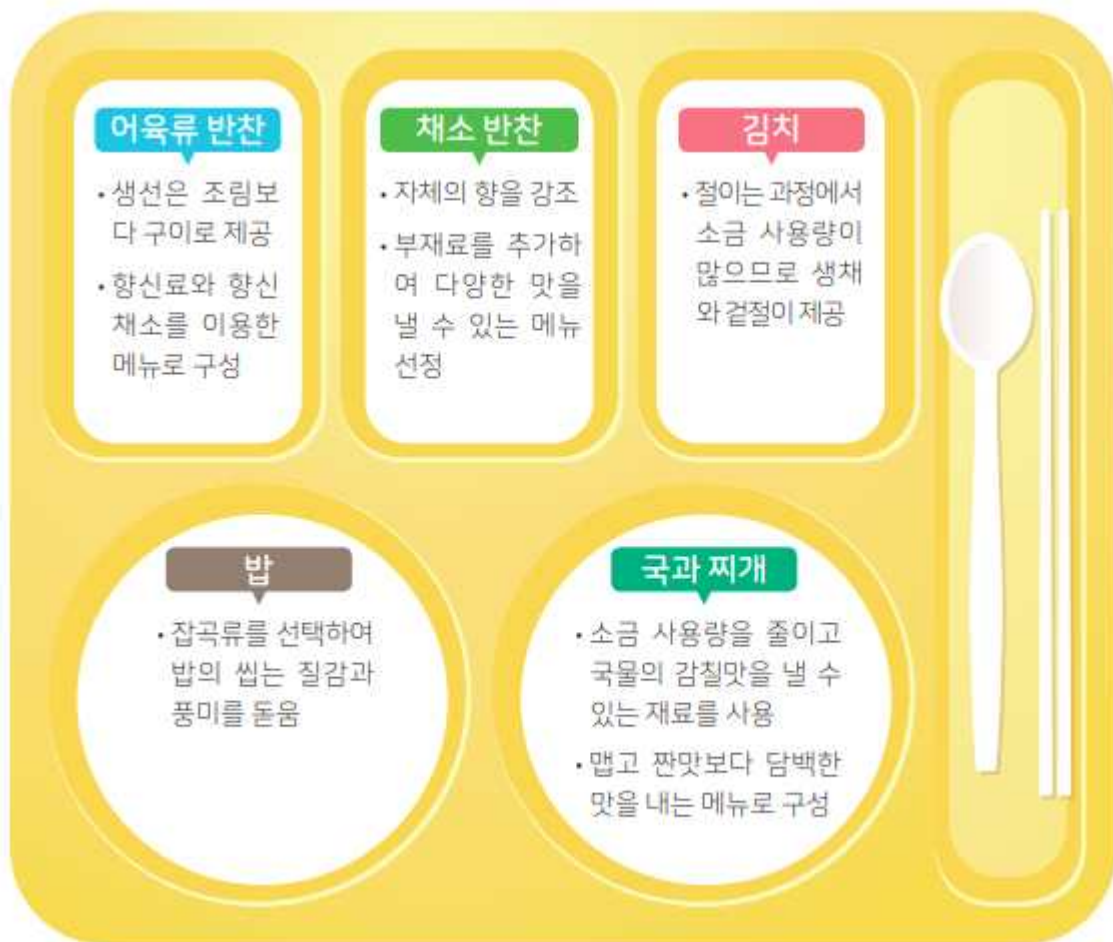 어육류 반찬
• 생선은 조림보
다 구이로 제공
• 향신료와 향신
채소를 이용한
메뉴로 구성
채소 반찬
• 자체의 향을 강조
• 부재료를 추가하
여 다양한 맛을
낼 수 있는 메뉴
선정
김치
• 절이는 과정에서
소금 사용량이
많으므로 생채
와 겉절이 제공
밥
• 잡곡류를 선택하여
밥의 씹는 질감과
풍미를 돋움
국과 찌개
• 소금 사용량을 줄이고
국물의 감칠맛을 낼 수
있는 재료를 사용
• 맵고 짠맛보다 담백한
맛을 내는 메뉴로 구성